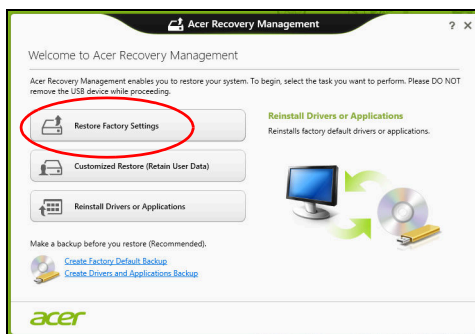 Acer Recovery Management
? X
Welcome to Acer Recovery Management
Acer Recovery Management enables you to restore your system. To begin, select the task you want to perform. Please DO NOT
remove the USB device while proceeding.
Restore Factory Settings
Reinstall Drivers or Applications
Reinstalls factory default drivers or applications.
Customized Restore (Retain User Data)
Reinstall Drivers or Applications
Make a backup before you restore (Recommended).
Create Factory Default Backup
Create Drivers and Applications Backup
acer